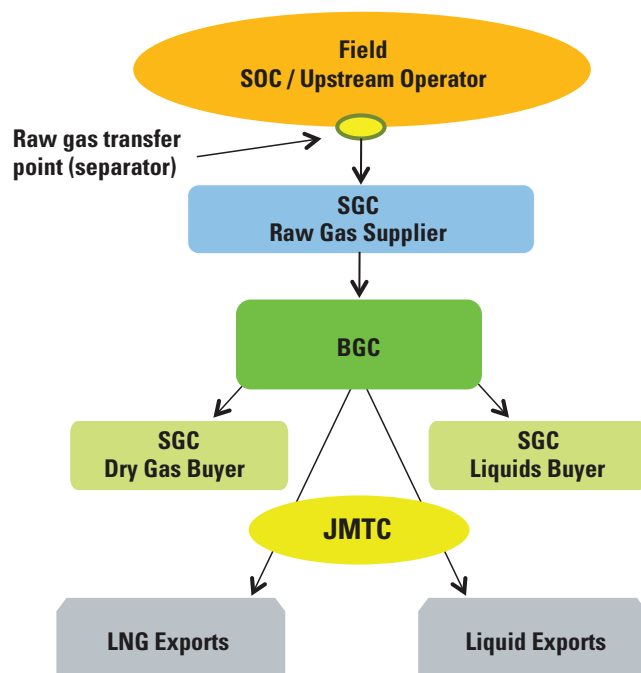 Field
SOC / Upstream Operator
Raw gas transfer
point (separator)
SGC
Raw Gas Supplier
BGC
SGC
Dry Gas Buyer
SGC
Liquids Buyer
JMTC
LNG Exports
Liquid Exports